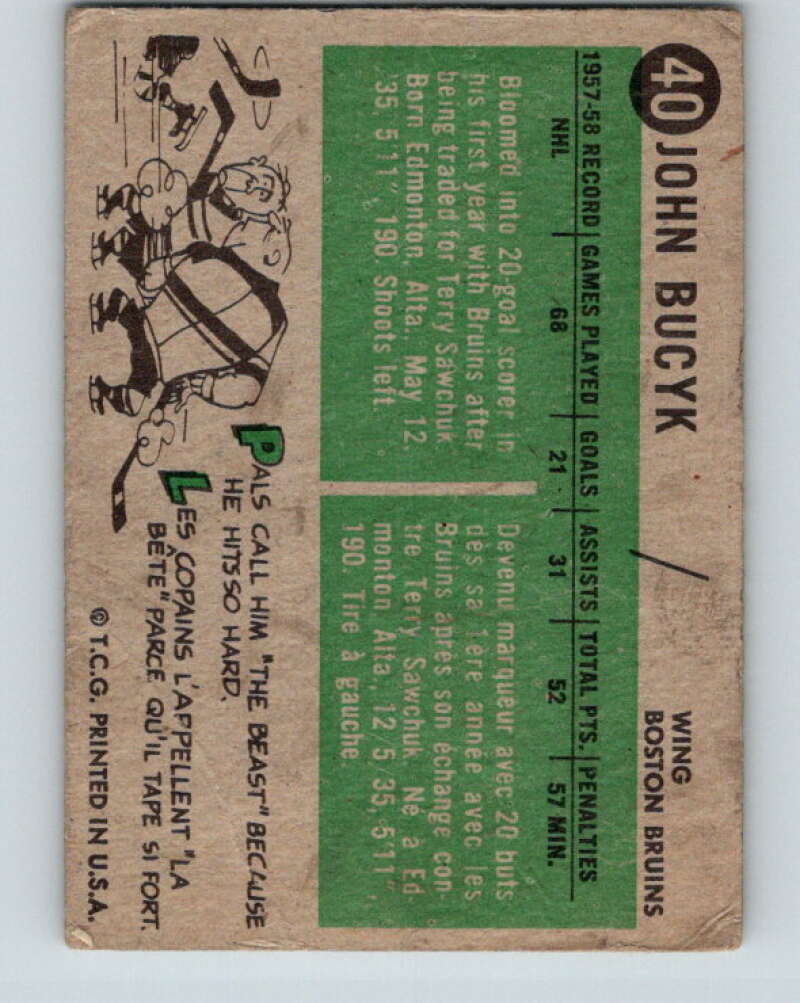 40 JOHN BUCYK
WING
BOSTON BRUINS
1957-58 RECORD | GAMES PLAYED | GOALS | ASSISTS | TOTAL PTS. | PENALTIES
NHL 68 21 31 52 57 MIN.
Bloomed into 20-goal scorer in
his first year with Bruins after
being traded for Terry Sawchuk.
Born Edmonton, Alta., May 12,
'35, 5'11", 190. Shoots left.
Devenu marqueur avec 20 buts
dès sa 1ère année avec les
Bruins après son échange con-
tre Terry Sawchuk. Né à Ed-
monton Alta, 12/5/35, 5'11",
190. Tire à gauche.
PALS CALL HIM "THE BEAST" BECAUSE
HE HITS SO HARD.
LES COPAINS L'APPELLENT "LA
BÊTE" PARCE QU'IL TAPE SI FORT.
© T.C.G. PRINTED IN U.S.A.